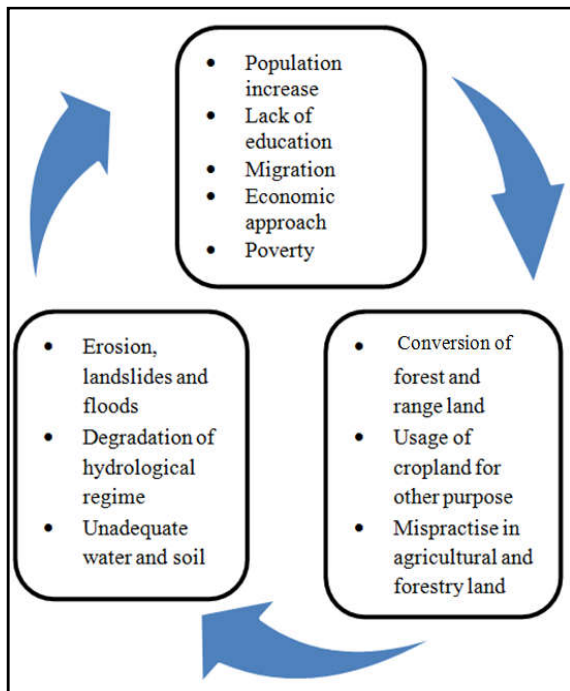 • Population
increase
• Lack of
education
• Migration
• Economic
approach
• Poverty
• Erosion,
landslides and
floods
• Degradation of
hydrological
regime
• Unadequate
water and soil
• Conversion of
forest and
range land
• Usage of
cropland for
other purpose
• Mispractise in
agricultural and
forestry land